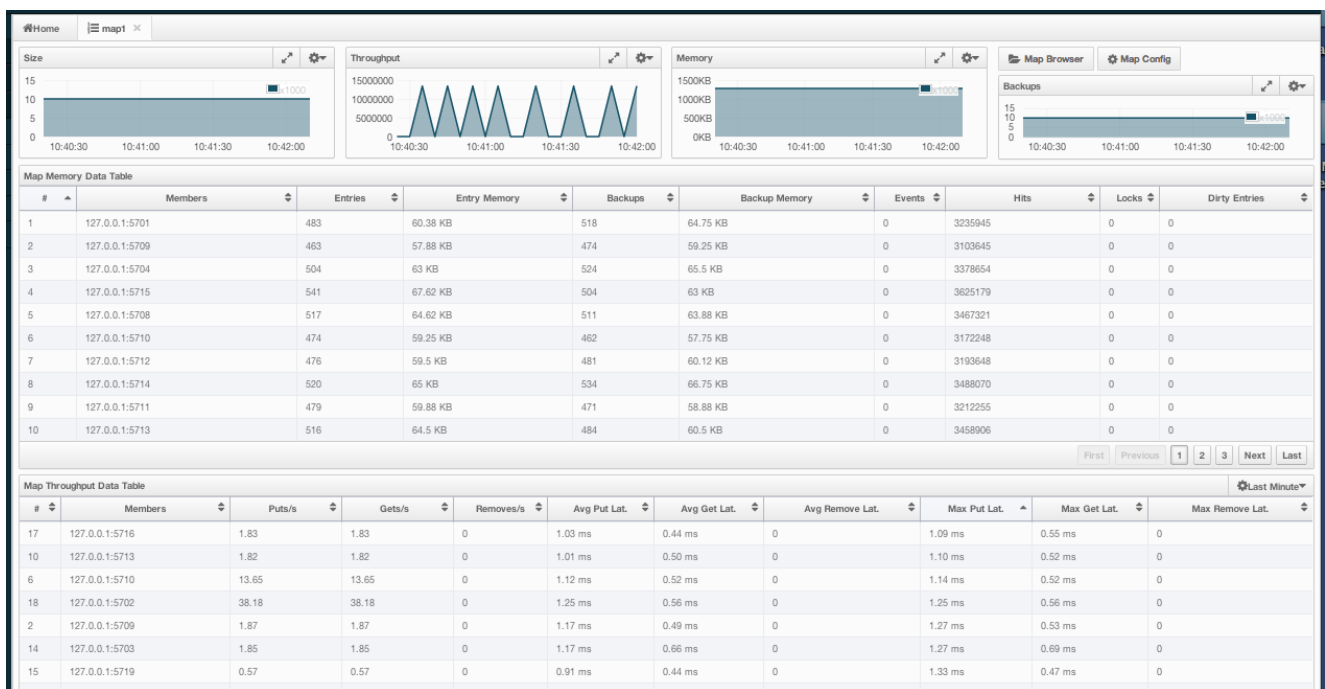 Home map1 ×
Size
15
10
5
0
x1000
10:40:30 10:41:00 10:41:30 10:42:00
Throughput
15000000
10000000
5000000
0
10:40:30 10:41:00 10:41:30 10:42:00
Memory
1500KB
1000KB
500KB
0KB
x1000
10:40:30 10:41:00 10:41:30 10:42:00
Map Browser Map Config
Backups
15
10
5
0
x1000
10:40:30 10:41:00 10:41:30 10:42:00
Map Memory Data Table
# Members Entries Entry Memory Backups Backup Memory Events Hits Locks Dirty Entries
1 127.0.0.1:5701 483 60.38 KB 518 64.75 KB 0 3235945 0 0
2 127.0.0.1:5709 463 57.88 KB 474 59.25 KB 0 3103645 0 0
3 127.0.0.1:5704 504 63 KB 524 65.5 KB 0 3378654 0 0
4 127.0.0.1:5715 541 67.62 KB 504 63 KB 0 3625179 0 0
5 127.0.0.1:5708 517 64.62 KB 511 63.88 KB 0 3467321 0 0
6 127.0.0.1:5710 474 59.25 KB 462 57.75 KB 0 3172248 0 0
7 127.0.0.1:5712 476 59.5 KB 481 60.12 KB 0 3193648 0 0
8 127.0.0.1:5714 520 65 KB 534 66.75 KB 0 3488070 0 0
9 127.0.0.1:5711 479 59.88 KB 471 58.88 KB 0 3212255 0 0
10 127.0.0.1:5713 516 64.5 KB 484 60.5 KB 0 3458906 0 0
First Previous 1 2 3 Next Last
Map Throughput Data Table Last Minute
# Members Puts/s Gets/s Removes/s Avg Put Lat. Avg Get Lat. Avg Remove Lat. Max Put Lat. Max Get Lat. Max Remove Lat.
17 127.0.0.1:5716 1.83 1.83 0 1.03 ms 0.44 ms 0 1.09 ms 0.55 ms 0
10 127.0.0.1:5713 1.82 1.82 0 1.01 ms 0.50 ms 0 1.10 ms 0.52 ms 0
6 127.0.0.1:5710 13.65 13.65 0 1.12 ms 0.52 ms 0 1.14 ms 0.52 ms 0
18 127.0.0.1:5702 38.18 38.18 0 1.25 ms 0.56 ms 0 1.25 ms 0.56 ms 0
2 127.0.0.1:5709 1.87 1.87 0 1.17 ms 0.49 ms 0 1.27 ms 0.53 ms 0
14 127.0.0.1:5703 1.85 1.85 0 1.17 ms 0.66 ms 0 1.27 ms 0.69 ms 0
15 127.0.0.1:5719 0.57 0.57 0 0.91 ms 0.44 ms 0 1.33 ms 0.47 ms 0